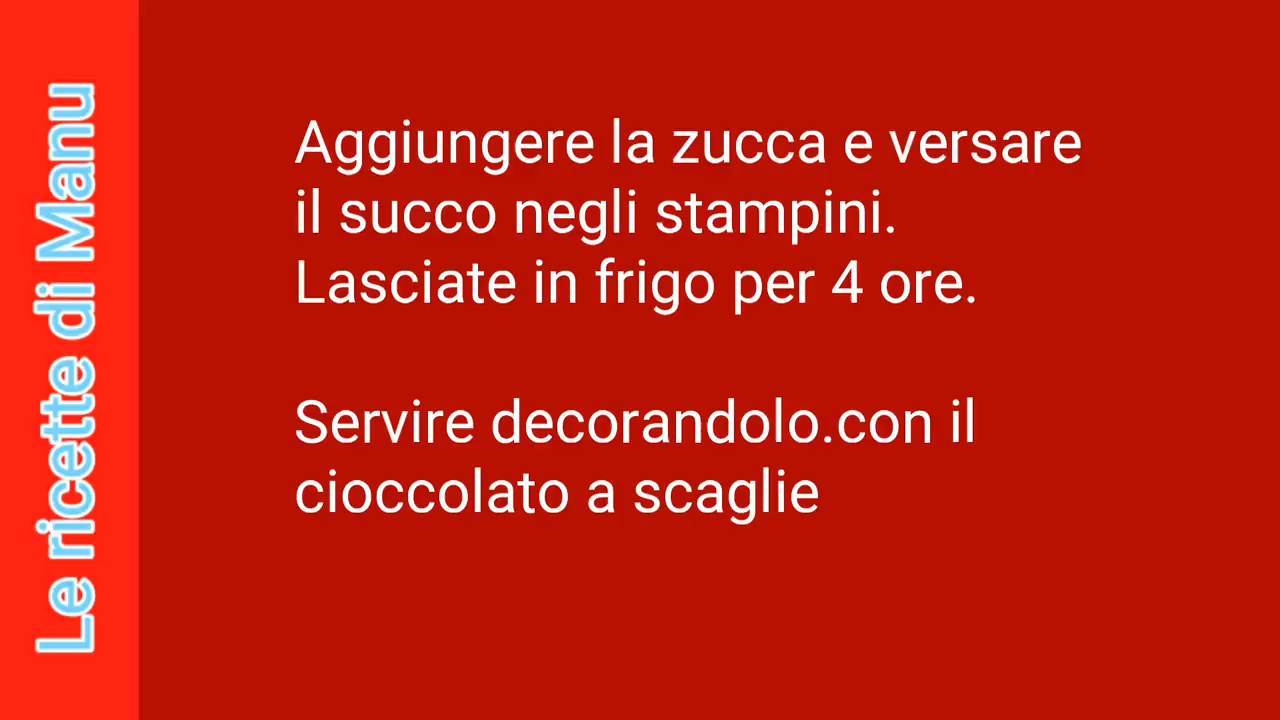 Le ricette di Manu
Aggiungere la zucca e versare
il succo negli stampini.
Lasciate in frigo per 4 ore.
Servire decorandolo.con il
cioccolato a scaglie